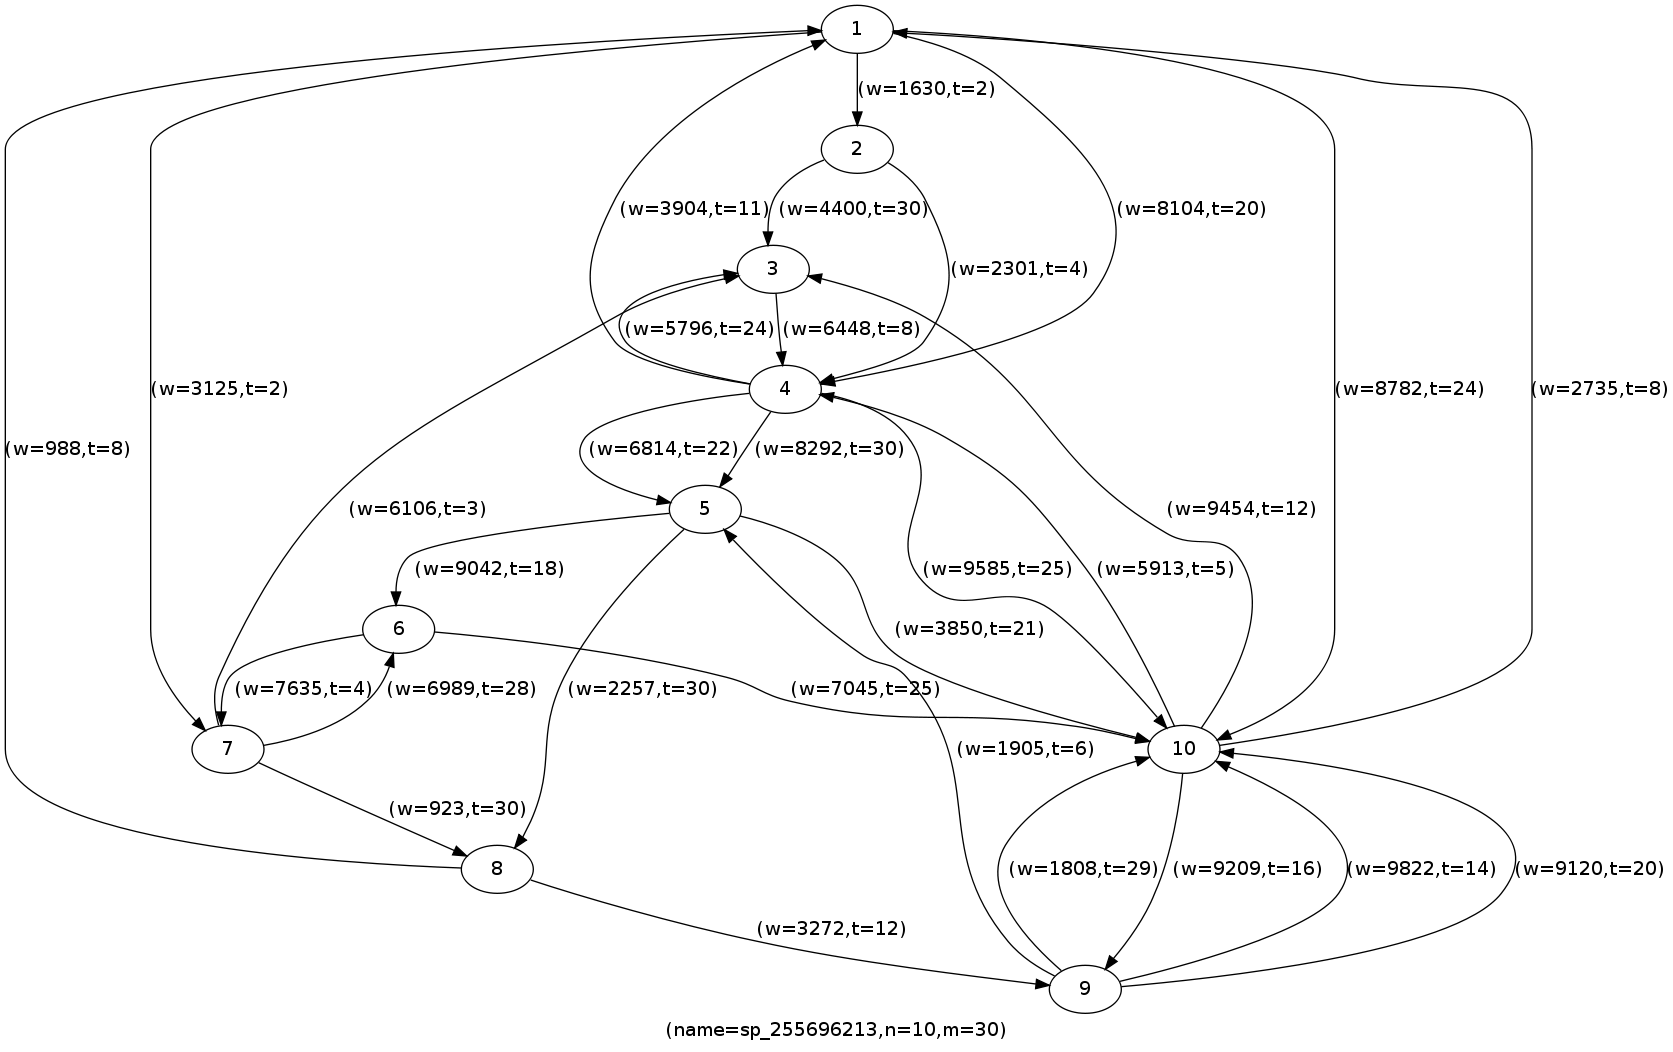 1
(w=1630,t=2)
2
(w=3904,t=11)
(w=4400,t=30)
(w=8104,t=20)
3
(w=2301,t=4)
(w=5796,t=24)
(w=6448,t=8)
(w=3125,t=2)
4
(w=8782,t=24)
(w=2735,t=8)
(w=988,t=8)
(w=6814,t=22)
(w=8292,t=30)
(w=6106,t=3)
5
(w=9454,t=12)
(w=9042,t=18)
(w=9585,t=25)
(w=5913,t=5)
6
(w=3850,t=21)
(w=7635,t=4)
(w=6989,t=28)
(w=2257,t=30)
(w=7045,t=25)
7
(w=1905,t=6)
10
(w=923,t=30)
8
(w=1808,t=29)
(w=9209,t=16)
(w=9822,t=14)
(w=9120,t=20)
(w=3272,t=12)
9
(name=sp_255696213,n=10,m=30)